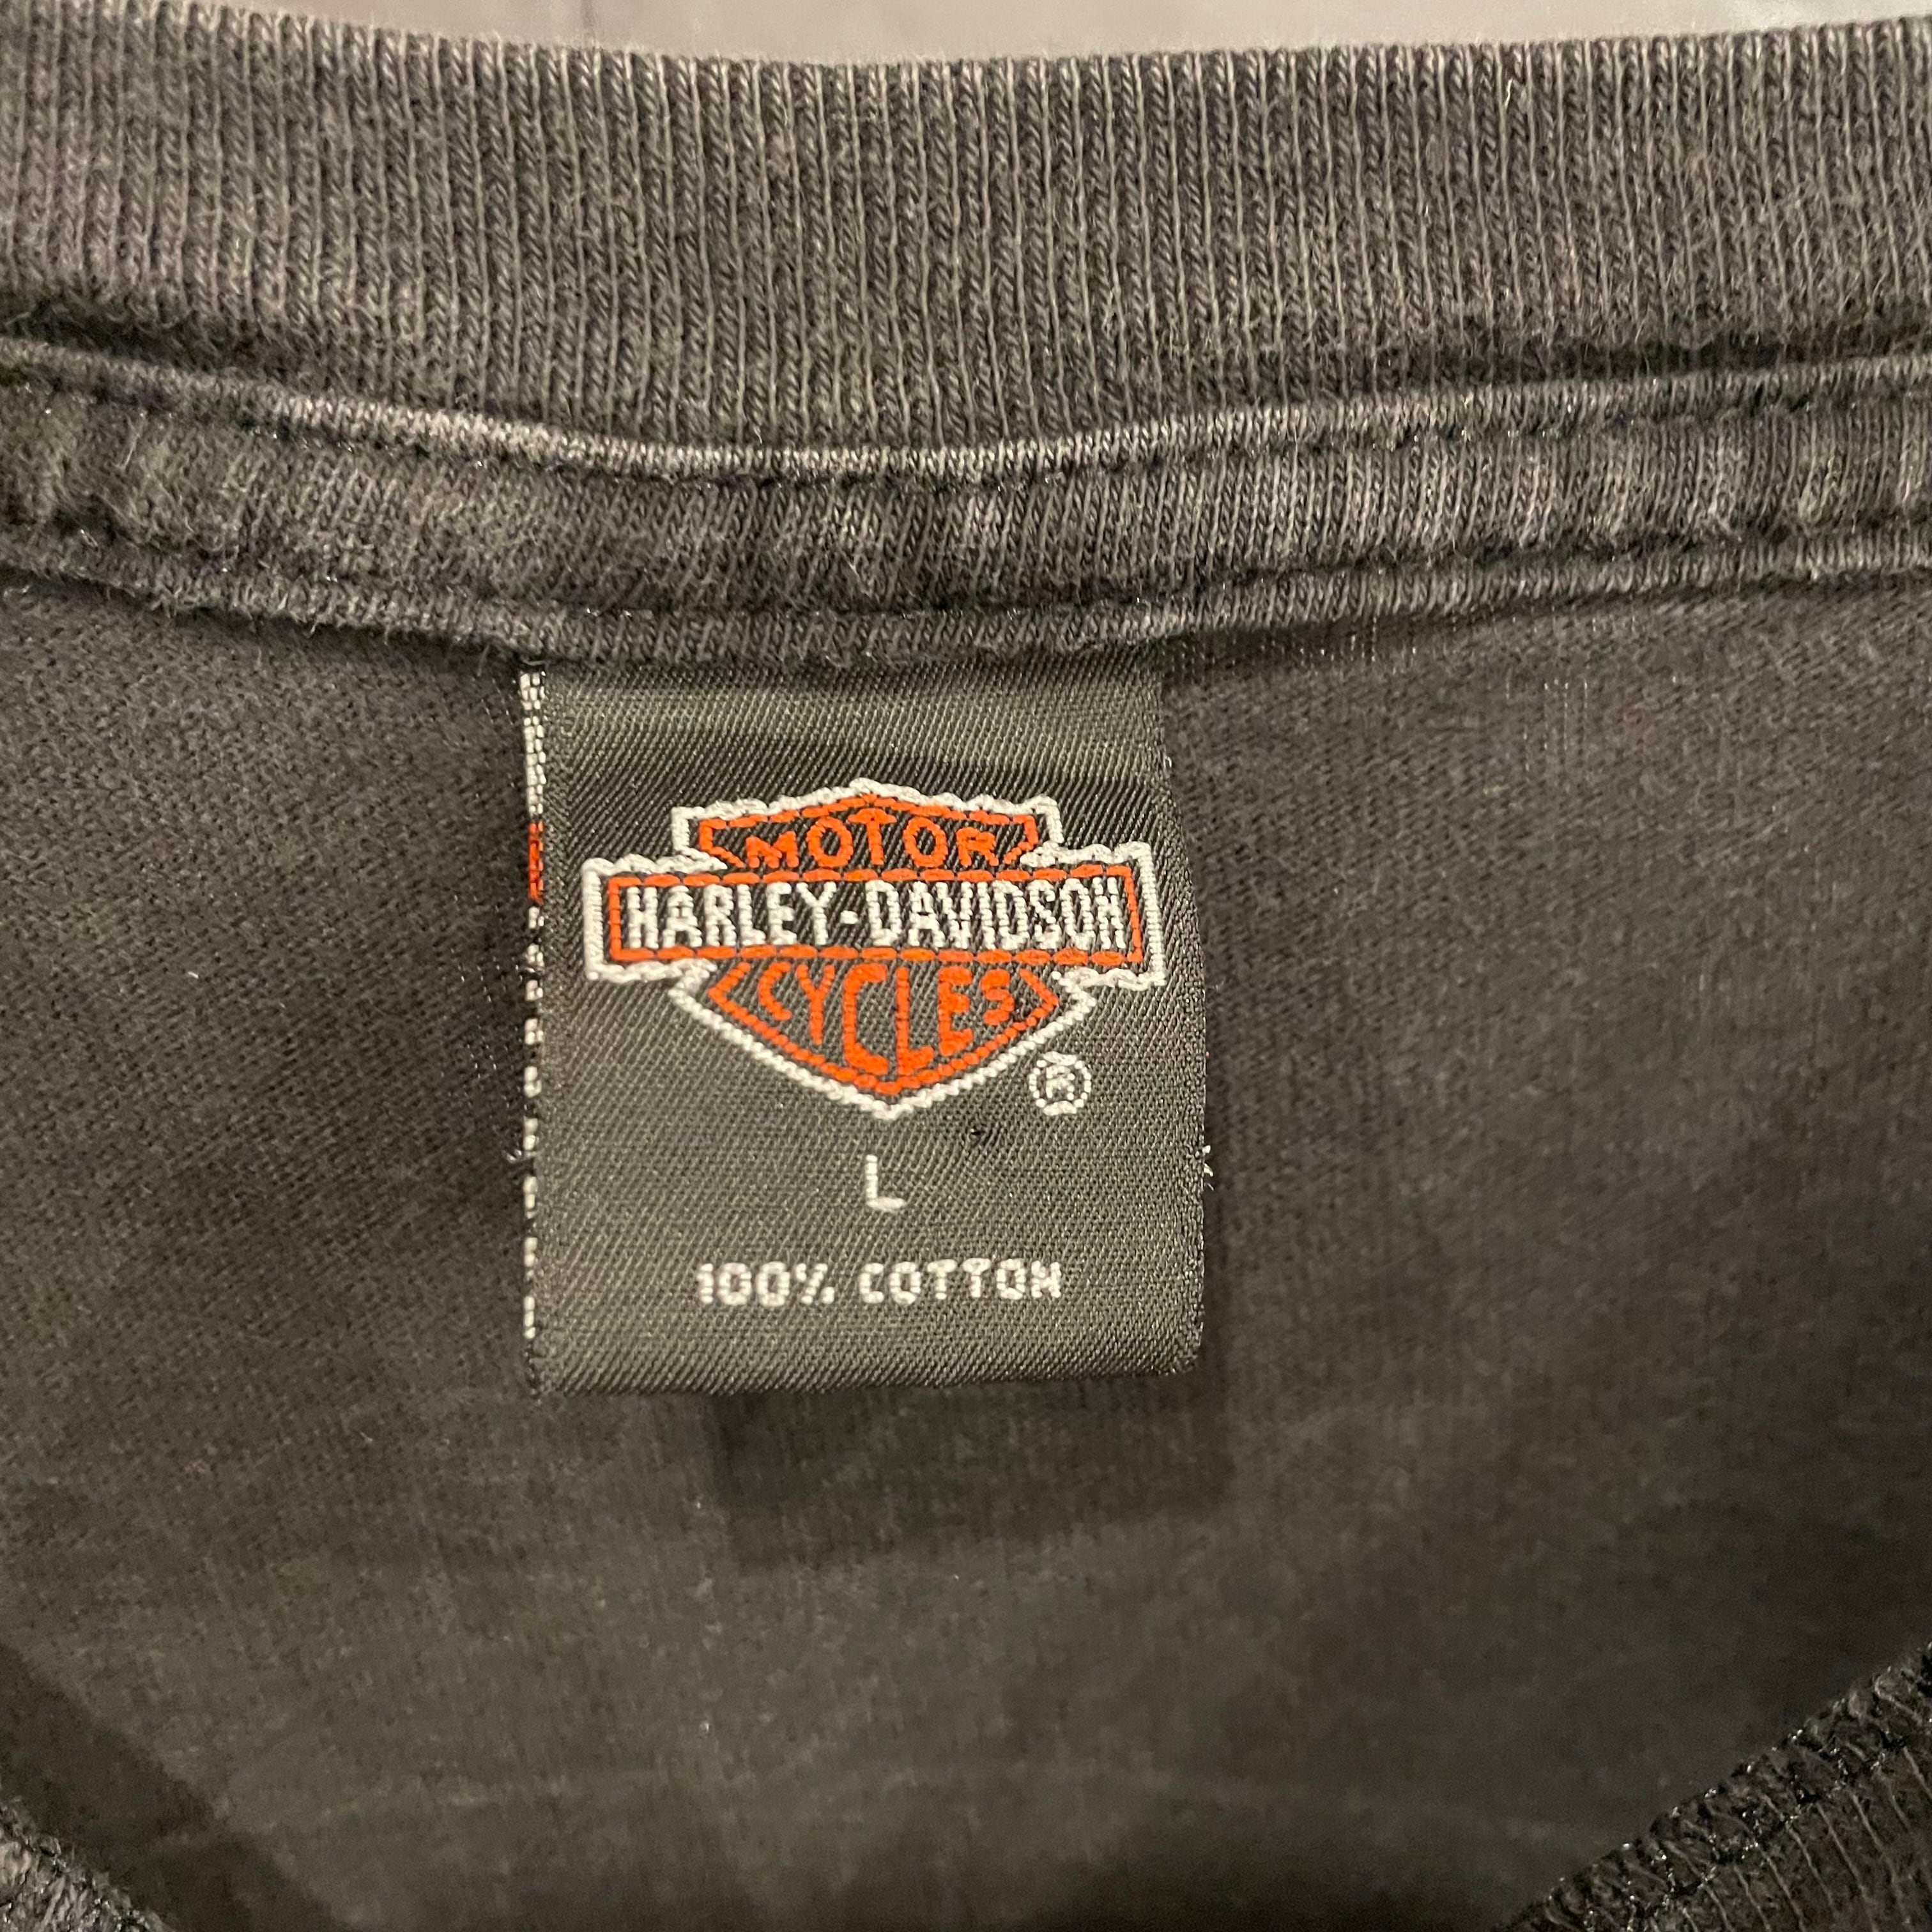 MOTOR
HARLEY-DAVIDSON
CYCLES
®
L
100% COTTON